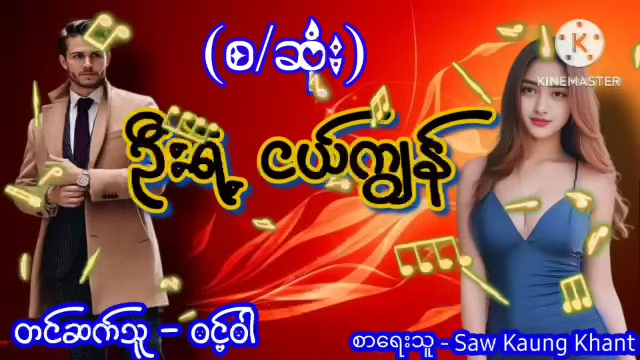 (စ/ဆုံး)
KINEMASTER
ဦးရဲ့ ငယ်ကျွန်
တင်ဆက်သူ - ဝင့်ဝါ
စာရေးသူ - Saw Kaung Khant